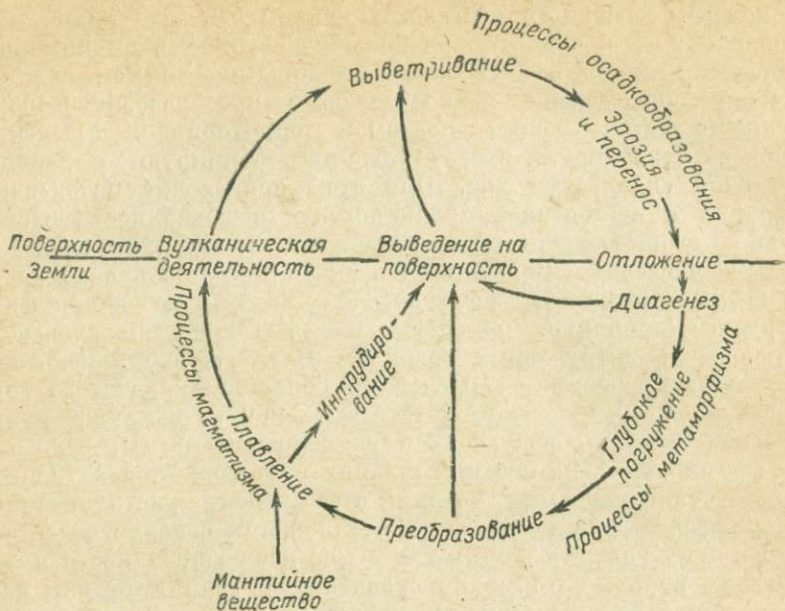 Процессы осадкообразования
Выветривание
Эрозия
и перенос
Поверхность
Земли
Вулканическая
деятельность
Выведение на
поверхность
Отложение
Диагенез
Процессы магматизма
Интрудиро-
вание
Плавление
Глубокое
погружение
Процессы метаморфизма
Преобразование
Мантийное
вещество